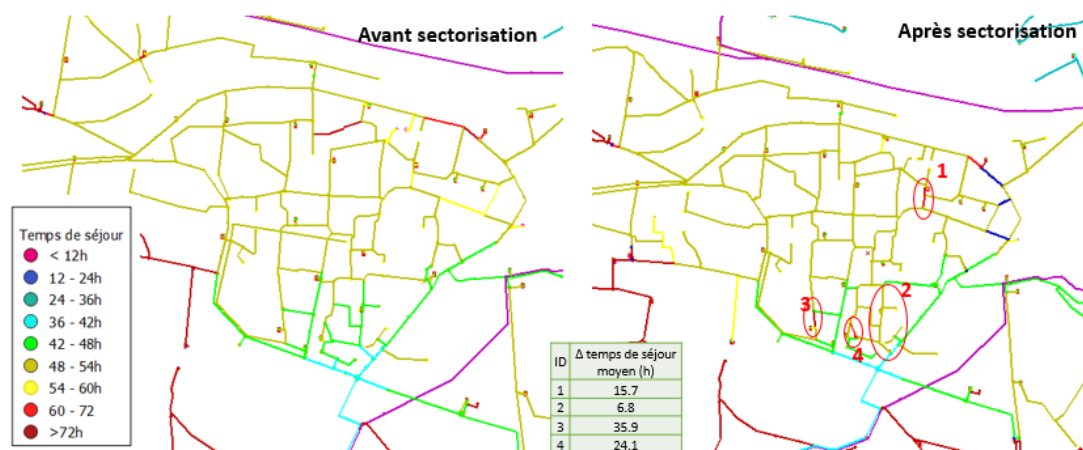 Avant sectorisation
Après sectorisation
1
2
3
4
Temps de séjour
< 12h
12 - 24h
24 - 36h
36 - 42h
42 - 48h
48 - 54h
54 - 60h
60 - 72
>72h
ID Δ temps de séjour
moyen (h)
1 15.7
2 6.8
3 35.9
4 24.1